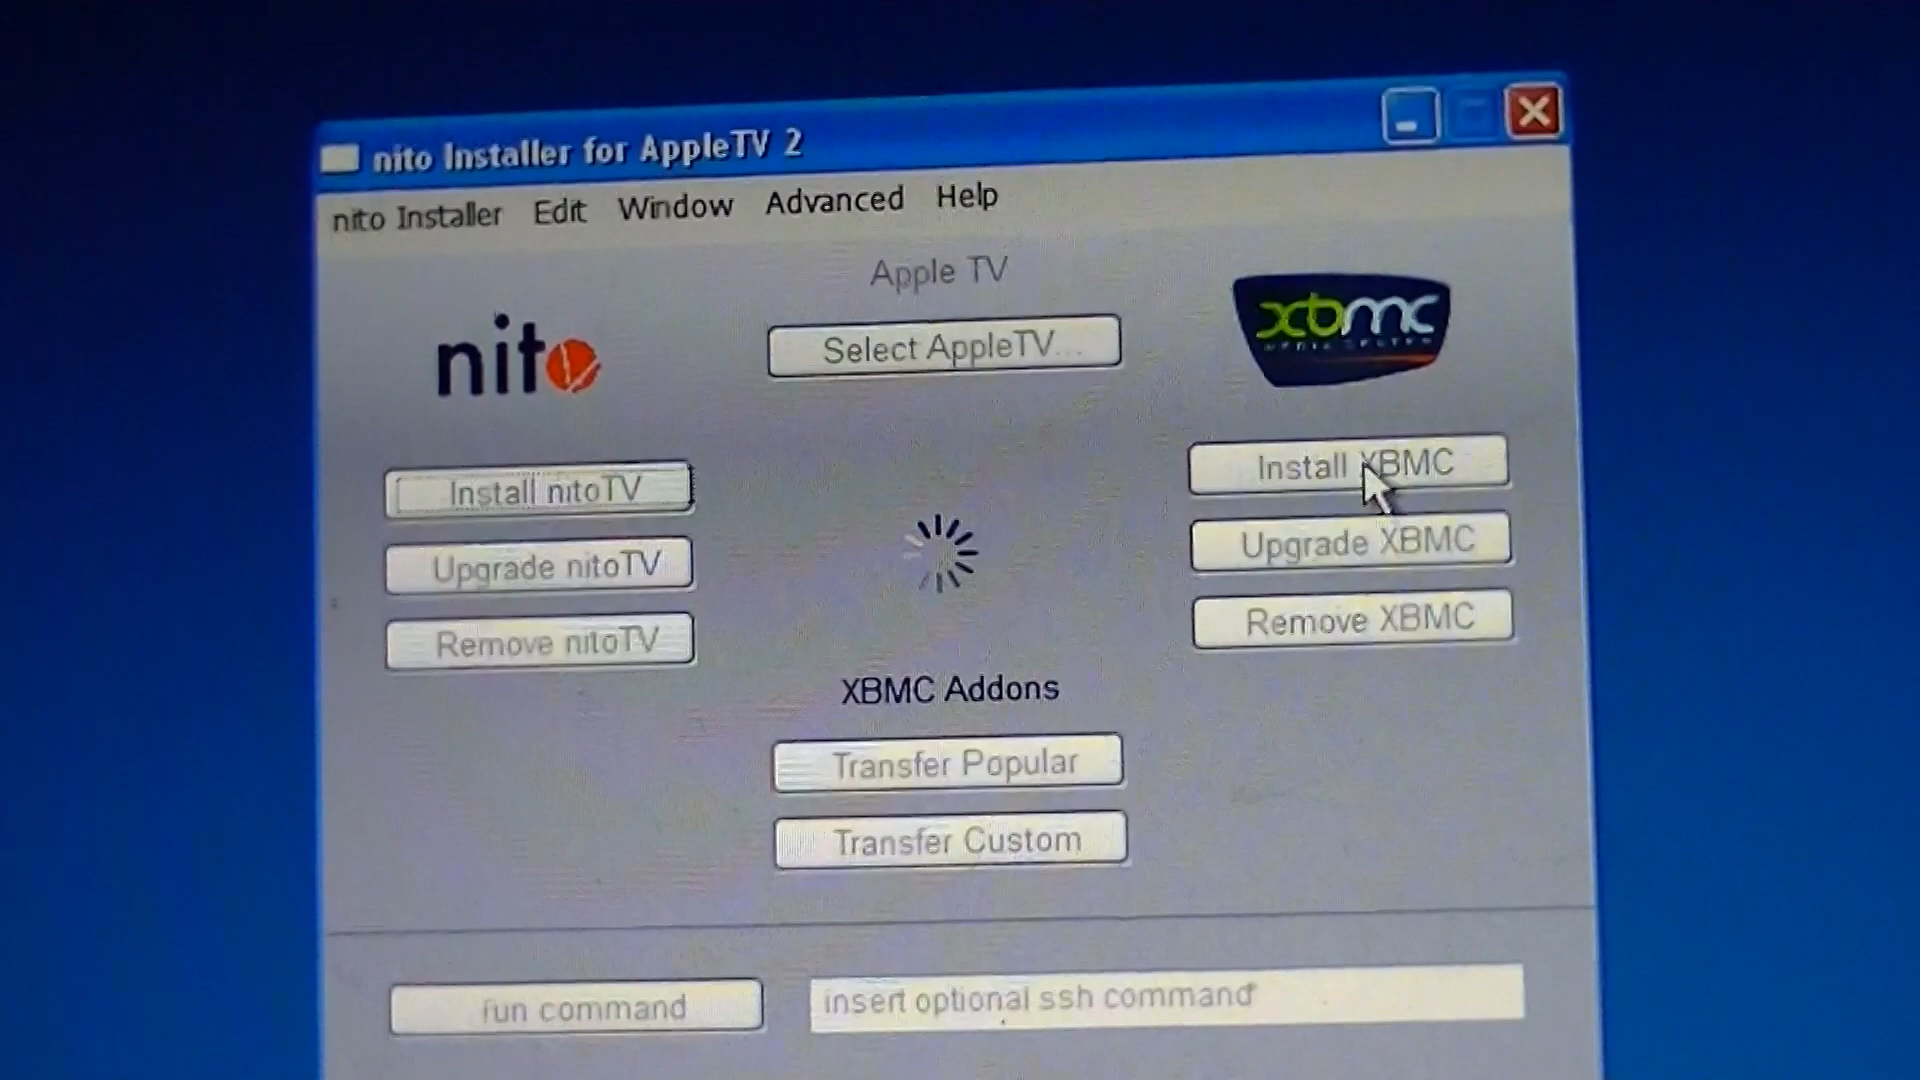 nito Installer for AppleTV 2
nito Installer Edit Window Advanced Help
Apple TV
nito
Select AppleTV...
xbmc
MEDIA CENTER
Install nitoTV
Install XBMC
Upgrade nitoTV
Upgrade XBMC
Remove nitoTV
Remove XBMC
XBMC Addons
Transfer Popular
Transfer Custom
run command
insert optional ssh command